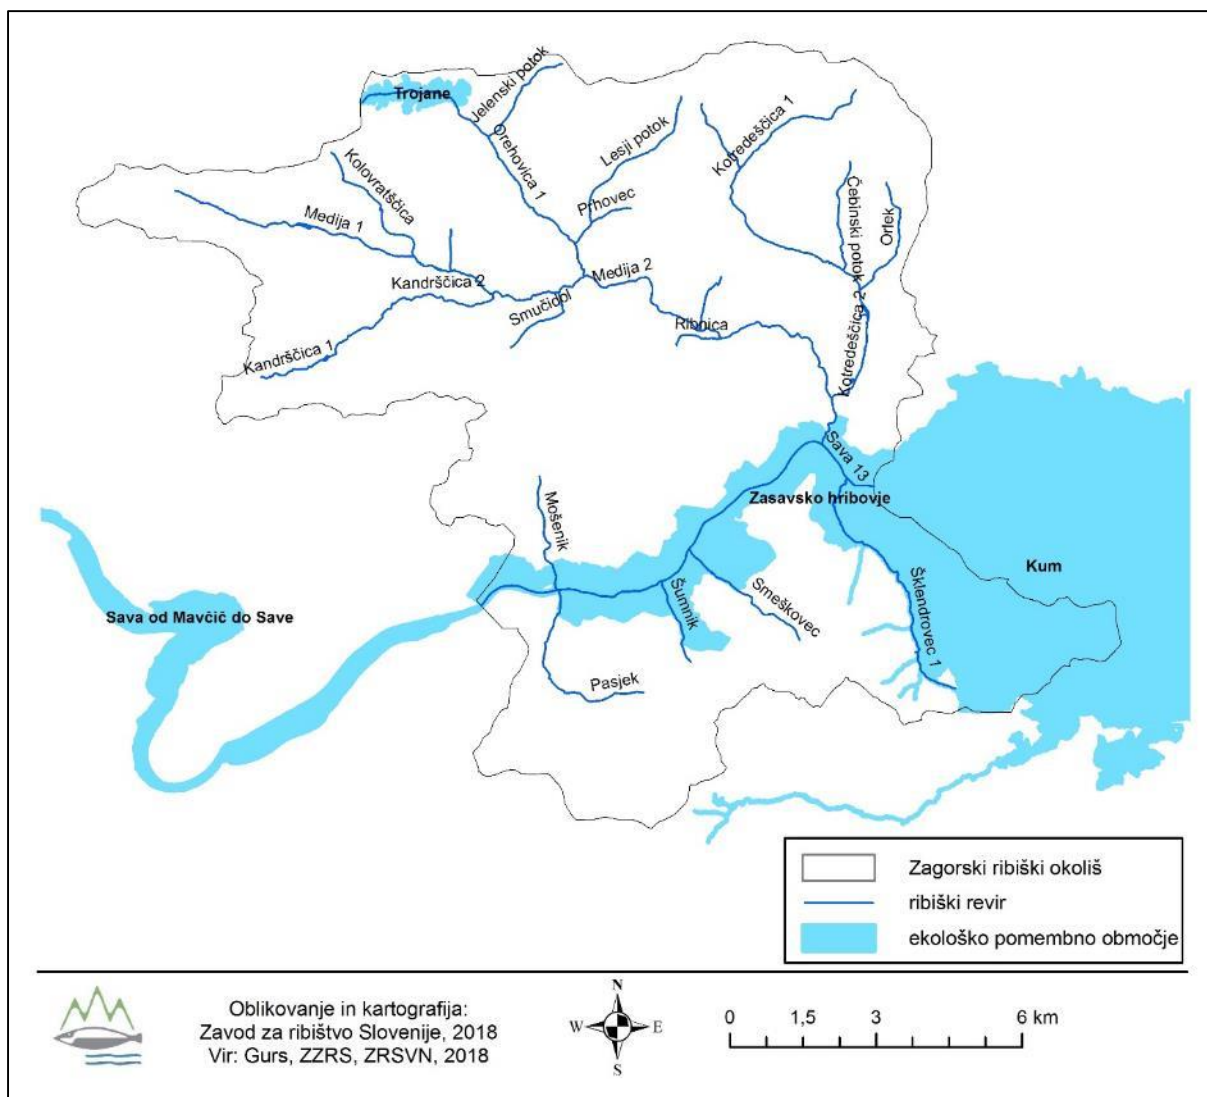 Trojane
Jelenski potok
Orehovica 1
Lesji potok
Prhovec
Kotredeščica 1
Čebinski potok
Orlek
Kolovratščica
Medija 1
Kandrščica 2
Medija 2
Smučidol
Ribnica
Kotredeščica 2
Kandrščica 1
Sava 13
Zasavsko hribovje
Mošenik
Kum
Šumnik
Smeškovec
Šklendrovec 1
Sava od Mavčič do Save
Pasjek
Zagorski ribiški okoliš
ribiški revir
ekološko pomembno območje
Oblikovanje in kartografija:
Zavod za ribištvo Slovenije, 2018
Vir: Gurs, ZZRS, ZRSVN, 2018
N
W E
S
0 1,5 3 6 km